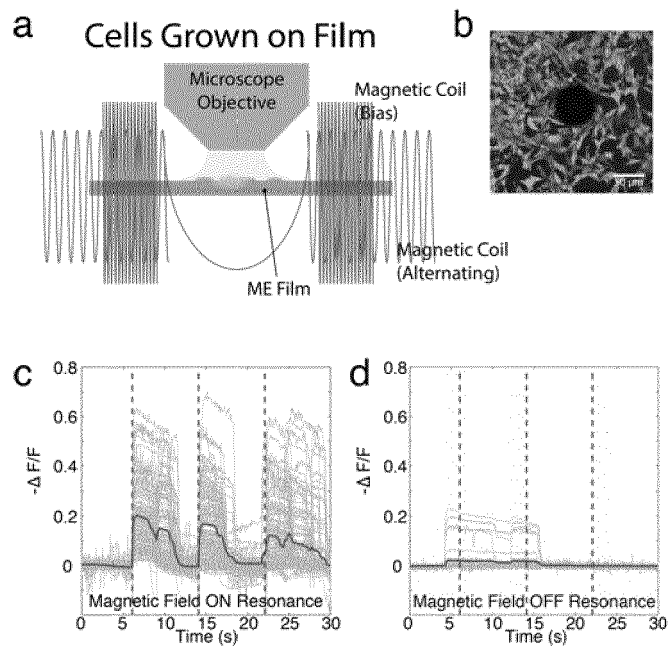 a
Cells Grown on Film
b
Microscope
Objective
Magnetic Coil
(Bias)
50 µm
Magnetic Coil
(Alternating)
ME Film
c
0.8
0.6
0.4
0.2
0
-Δ F/F
Magnetic Field ON Resonance
0 5 10 15 20 25 30
Time (s)
d
0.8
0.6
0.4
0.2
0
-Δ F/F
Magnetic Field OFF Resonance
0 5 10 15 20 25 30
Time (s)